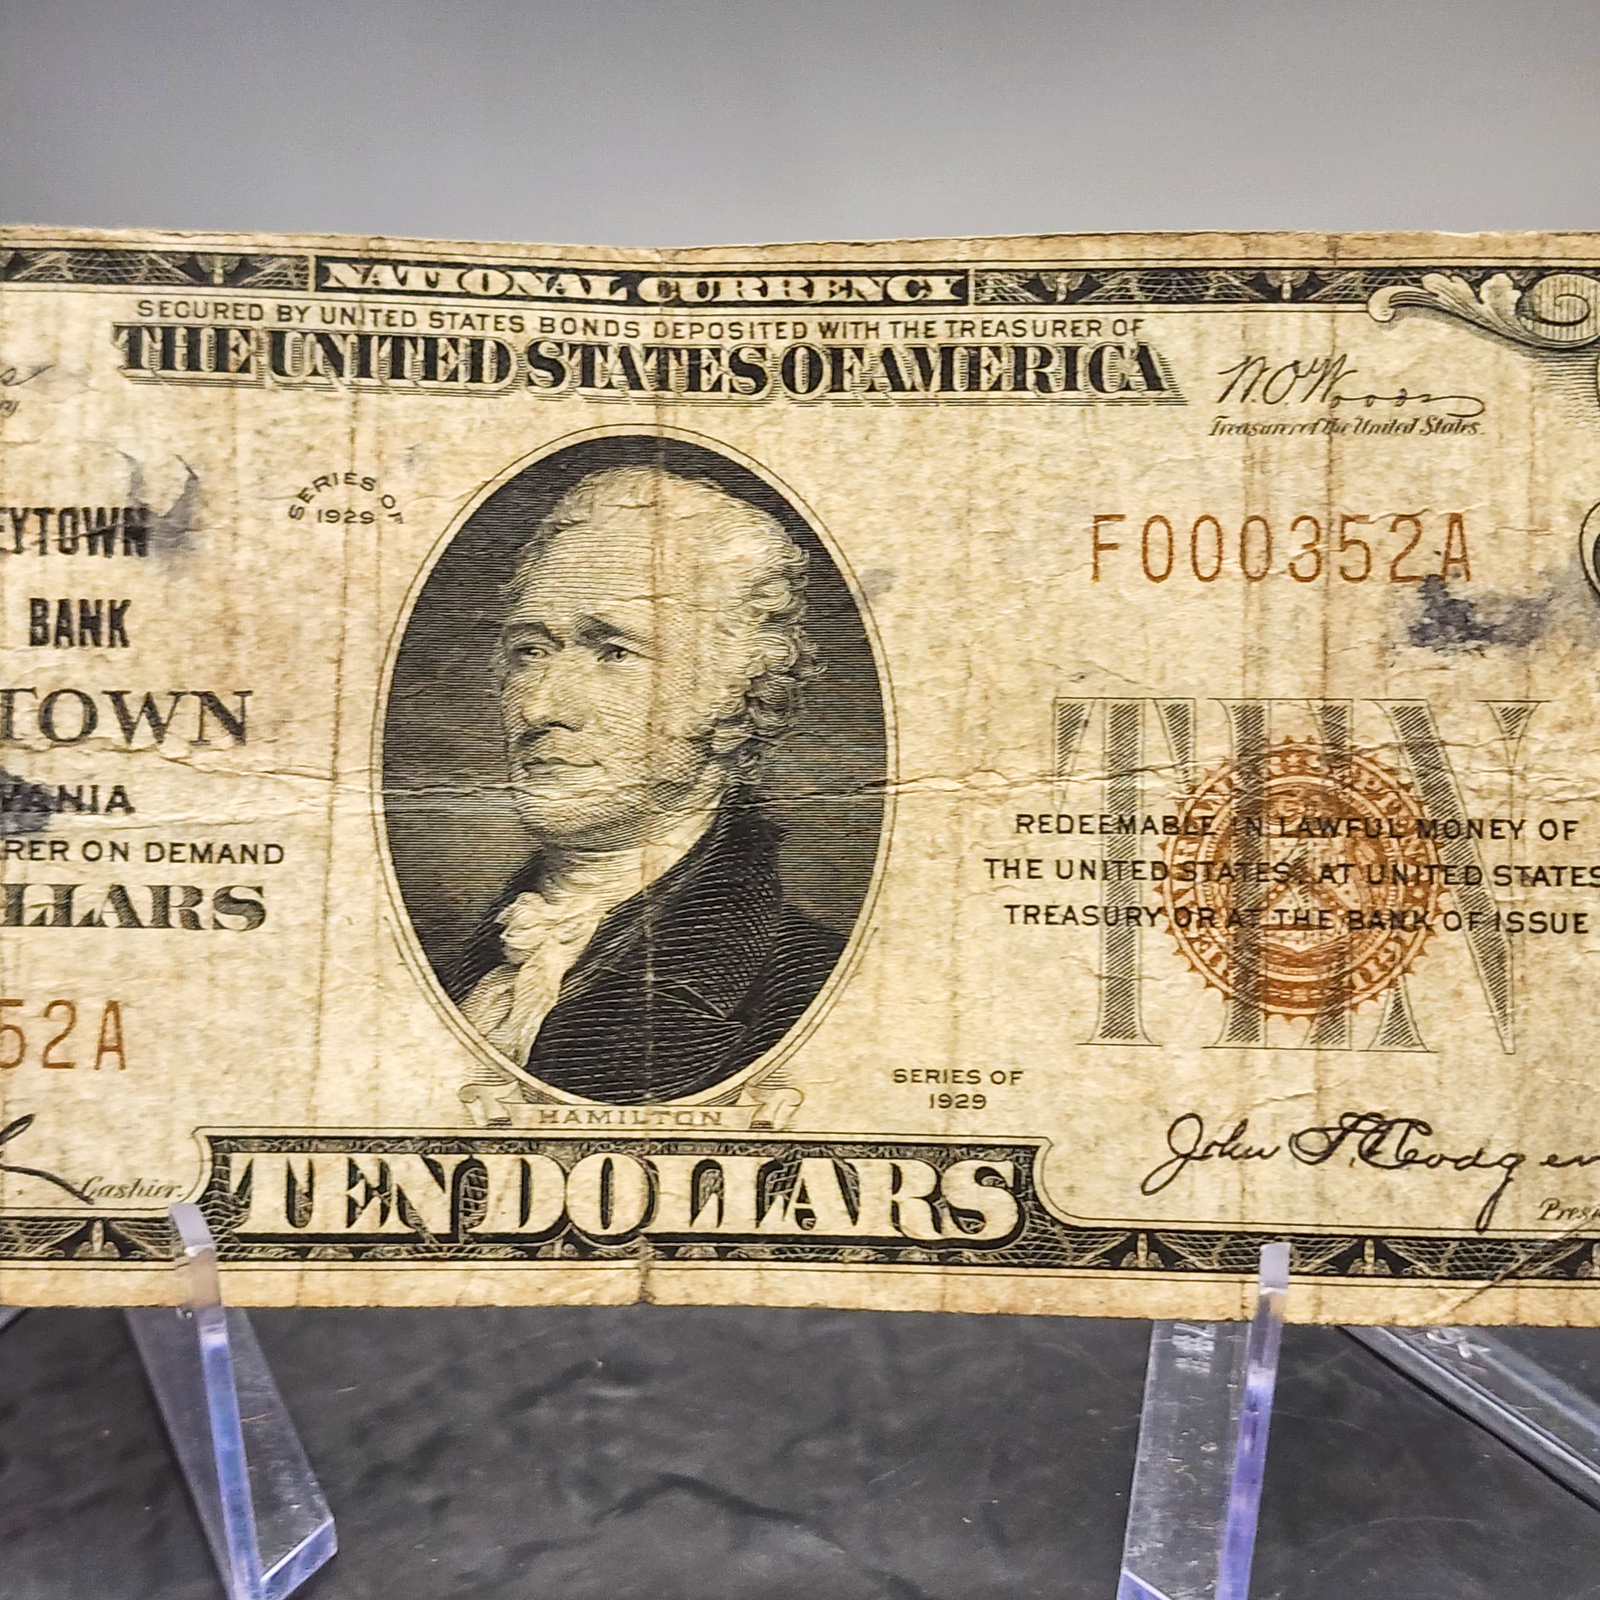 NATIONAL CURRENCY
SECURED BY UNITED STATES BONDS DEPOSITED WITH THE TREASURER OF
THE UNITED STATES OF AMERICA
W.O. Woods
Treasurer of the United States.
SERIES OF
1929
EYTOWN
BANK
TOWN
VANIA
RER ON DEMAND
LLARS
F000352A
TEN
REDEEMABLE IN LAWFUL MONEY OF
THE UNITED STATES AT UNITED STATES
TREASURY OR AT THE BANK OF ISSUE
52A
SERIES OF
1929
HAMILTON
John
Cashier.
TEN DOLLARS